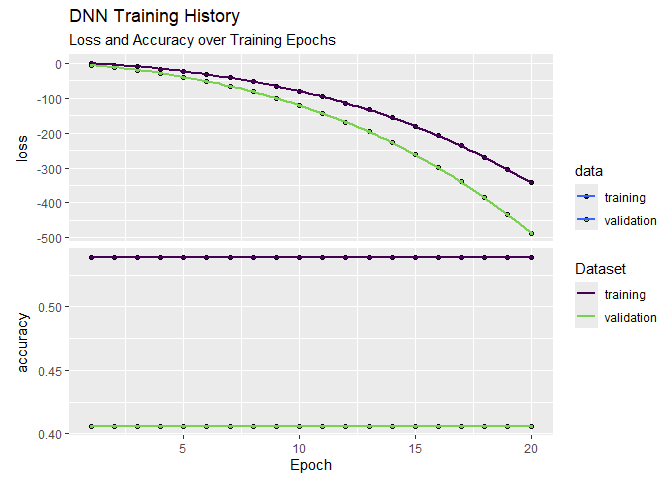 DNN Training History
Loss and Accuracy over Training Epochs
loss
0
-100
-200
-300
-400
-500
accuracy
0.50
0.45
0.40
5
10
15
20
Epoch
data
training
validation
Dataset
training
validation